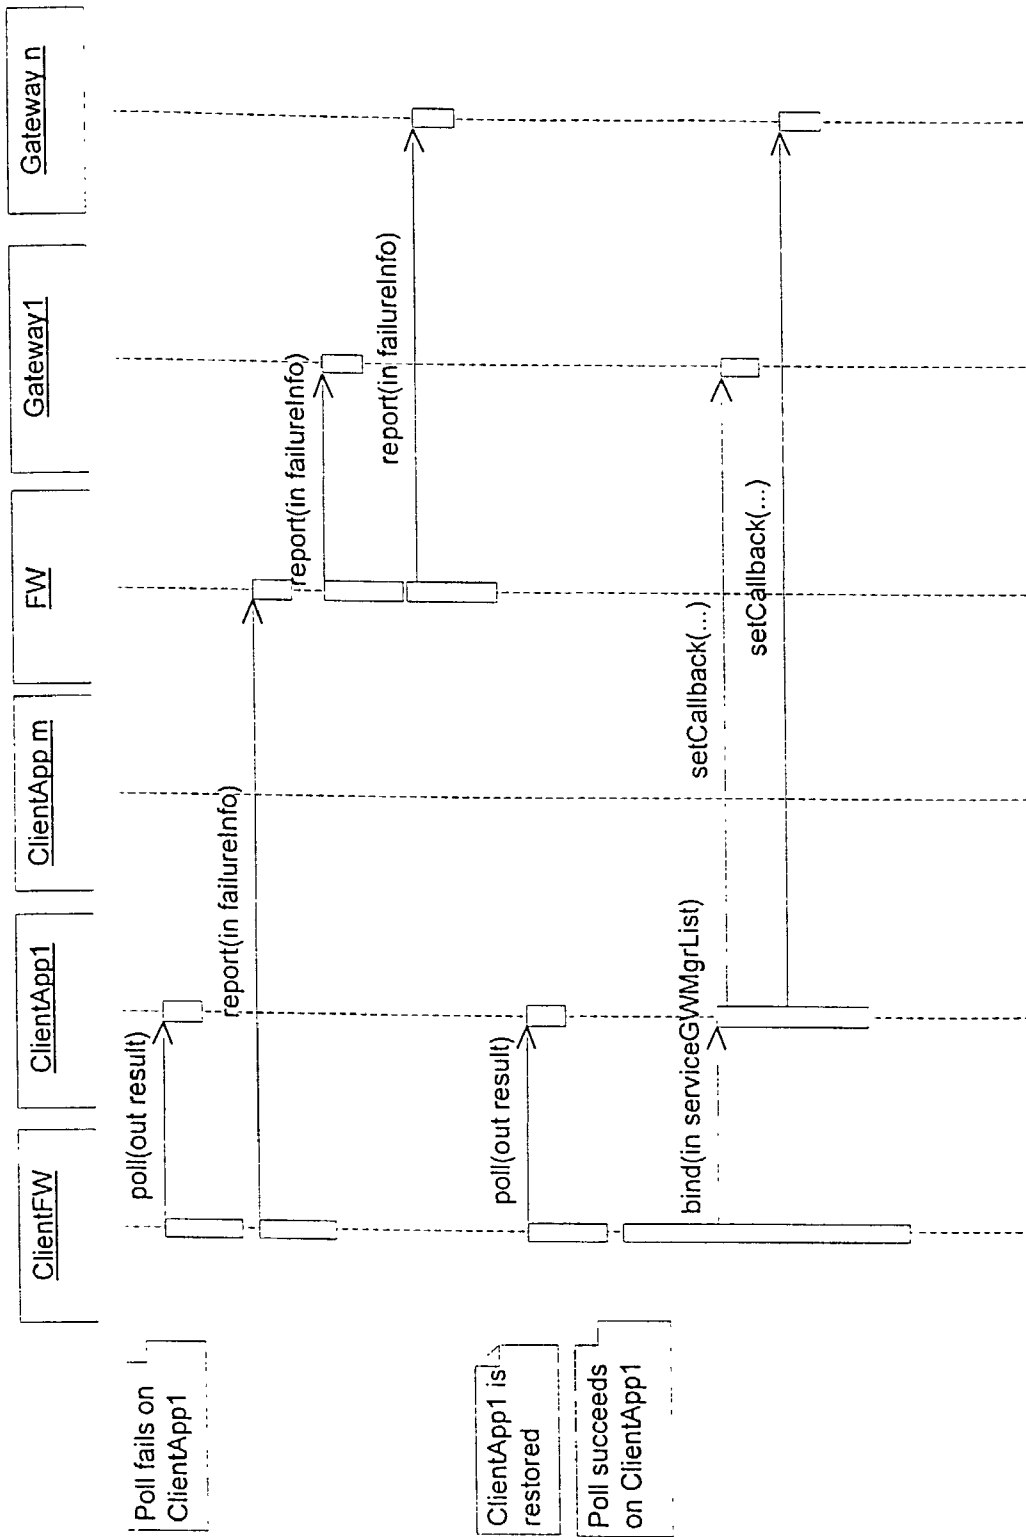 ClientFW
ClientApp1
ClientApp m
FW
Gateway1
Gateway n
Poll fails on
ClientApp1
poll(out result)
report(in failureInfo)
report(in failureInfo)
report(in failureInfo)
ClientApp1 is
restored
Poll succeeds
on ClientApp1
poll(out result)
bind(in serviceGWMgrList)
setCallback(...)
setCallback(...)